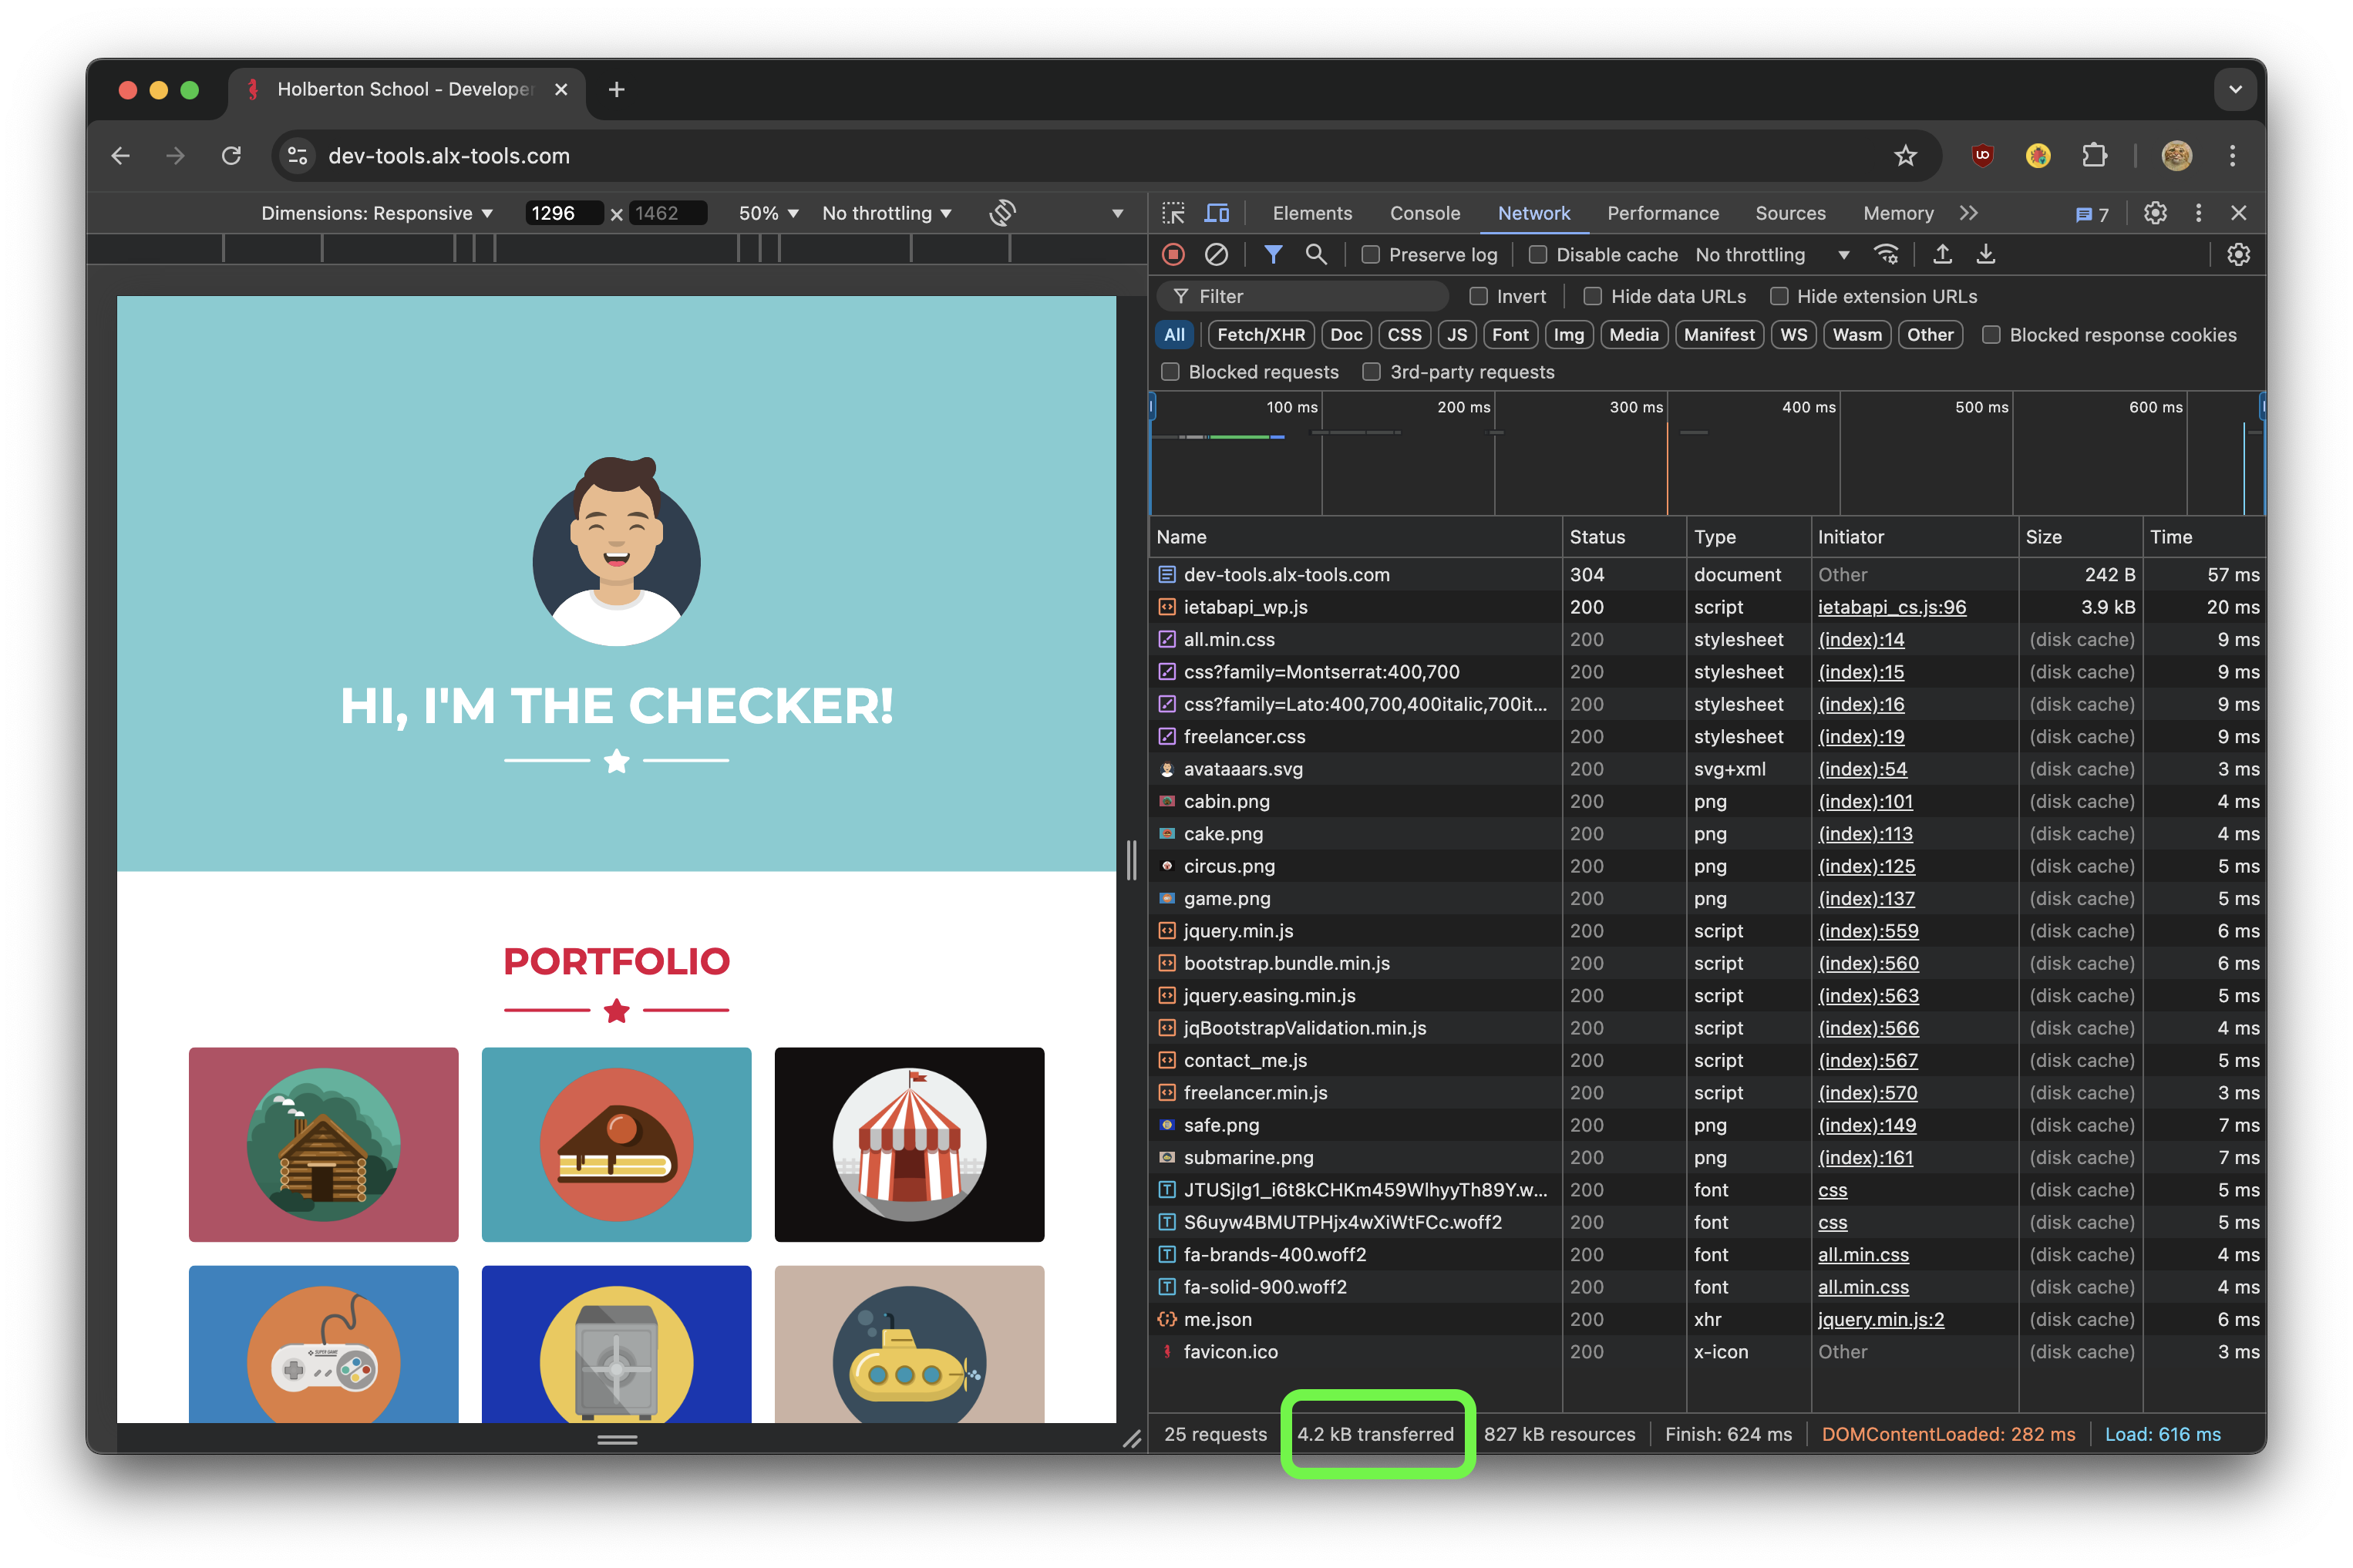 Holberton School - Developer
dev-tools.alx-tools.com
Dimensions: Responsive 1296 × 1462 50% No throttling
Elements Console Network Performance Sources Memory 7
Preserve log Disable cache No throttling
Filter Invert Hide data URLs Hide extension URLs
All Fetch/XHR Doc CSS JS Font Img Media Manifest WS Wasm Other Blocked response cookies
Blocked requests 3rd-party requests
100 ms 200 ms 300 ms 400 ms 500 ms 600 ms
HI, I'M THE CHECKER!
PORTFOLIO
Name Status Type Initiator Size Time
dev-tools.alx-tools.com 304 document Other 242 B 57 ms
ietabapi_wp.js 200 script ietabapi_cs.js:96 3.9 kB 20 ms
all.min.css 200 stylesheet (index):14 (disk cache) 9 ms
css?family=Montserrat:400,700 200 stylesheet (index):15 (disk cache) 9 ms
css?family=Lato:400,700,400italic,700it... 200 stylesheet (index):16 (disk cache) 9 ms
freelancer.css 200 stylesheet (index):19 (disk cache) 9 ms
avataaars.svg 200 svg+xml (index):54 (disk cache) 3 ms
cabin.png 200 png (index):101 (disk cache) 4 ms
cake.png 200 png (index):113 (disk cache) 4 ms
circus.png 200 png (index):125 (disk cache) 5 ms
game.png 200 png (index):137 (disk cache) 5 ms
jquery.min.js 200 script (index):559 (disk cache) 6 ms
bootstrap.bundle.min.js 200 script (index):560 (disk cache) 6 ms
jquery.easing.min.js 200 script (index):563 (disk cache) 5 ms
jqBootstrapValidation.min.js 200 script (index):566 (disk cache) 4 ms
contact_me.js 200 script (index):567 (disk cache) 5 ms
freelancer.min.js 200 script (index):570 (disk cache) 3 ms
safe.png 200 png (index):149 (disk cache) 7 ms
submarine.png 200 png (index):161 (disk cache) 7 ms
JTUSjIg1_i6t8kCHKm459WlhyyTh89Y.w... 200 font css (disk cache) 5 ms
S6uyw4BMUTPHjx4wXiWtFCc.woff2 200 font css (disk cache) 5 ms
fa-brands-400.woff2 200 font all.min.css (disk cache) 4 ms
fa-solid-900.woff2 200 font all.min.css (disk cache) 4 ms
me.json 200 xhr jquery.min.js:2 (disk cache) 6 ms
favicon.ico 200 x-icon Other (disk cache) 3 ms
25 requests 4.2 kB transferred 827 kB resources Finish: 624 ms DOMContentLoaded: 282 ms Load: 616 ms